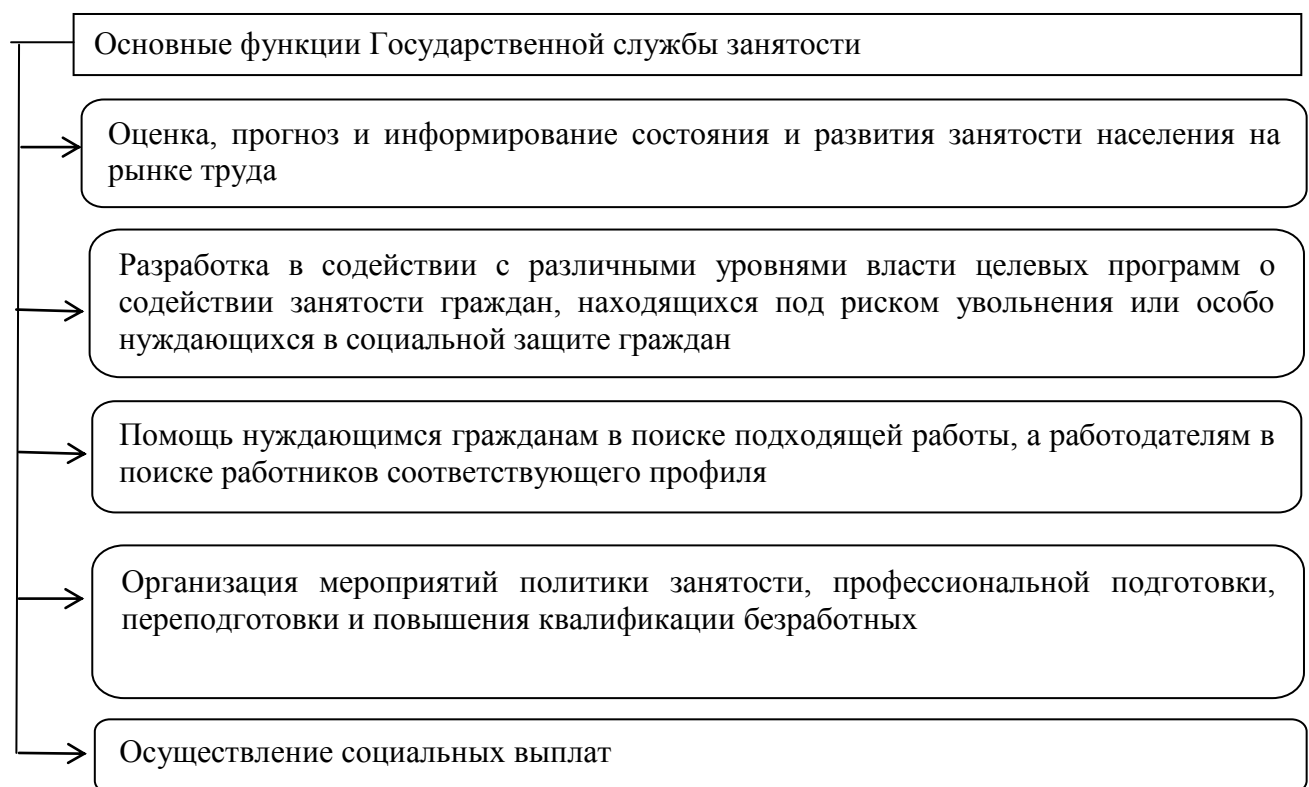 Основные функции Государственной службы занятости
Оценка, прогноз и информирование состояния и развития занятости населения на
рынке труда
Разработка в содействии с различными уровнями власти целевых программ о
содействии занятости граждан, находящихся под риском увольнения или особо
нуждающихся в социальной защите граждан
Помощь нуждающимся гражданам в поиске подходящей работы, а работодателям в
поиске работников соответствующего профиля
Организация мероприятий политики занятости, профессиональной подготовки,
переподготовки и повышения квалификации безработных
Осуществление социальных выплат